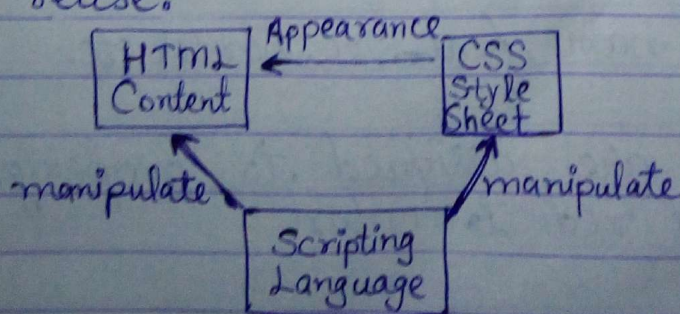 Appearance
HTML
Content
CSS
Style
Sheet
manipulate
manipulate
Scripting
Language